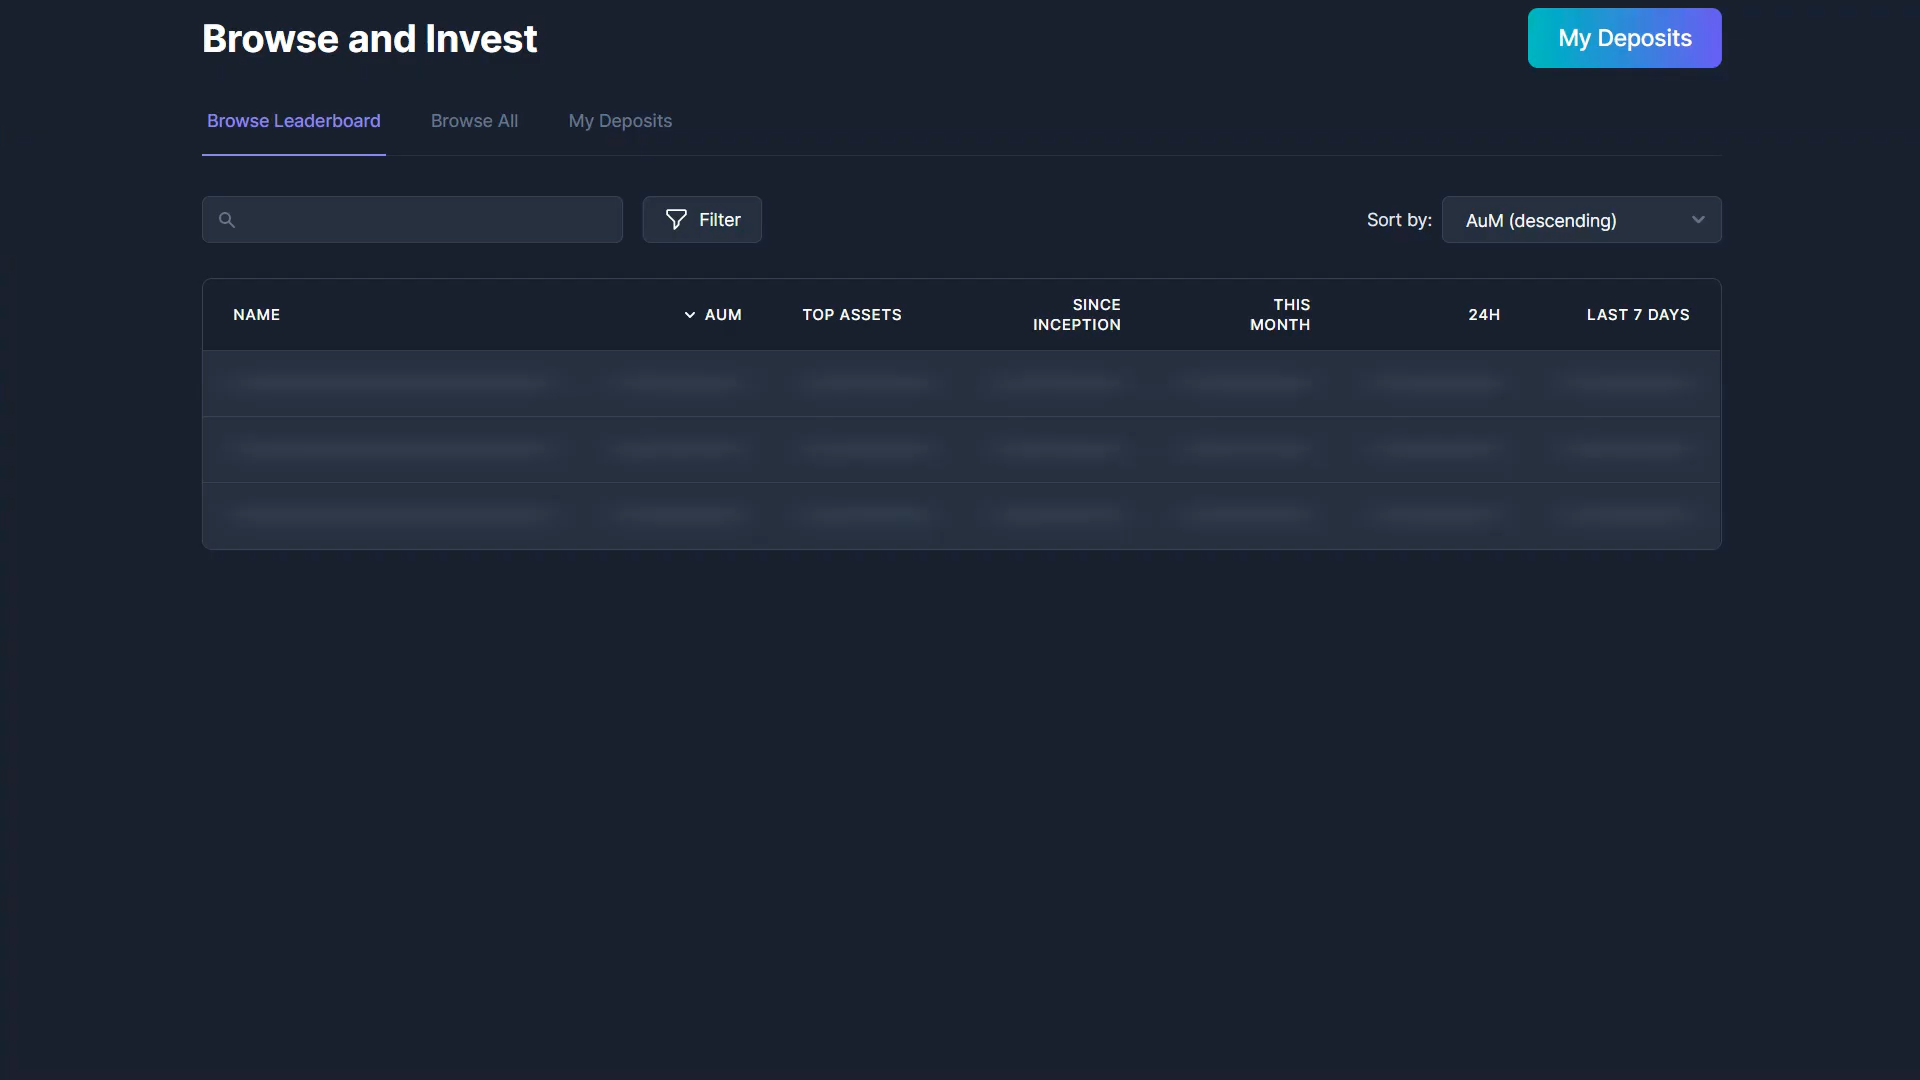 Browse and Invest
My Deposits
Browse Leaderboard
Browse All
My Deposits
Filter
Sort by:
AuM (descending)
NAME
AUM
TOP ASSETS
SINCE
INCEPTION
THIS
MONTH
24H
LAST 7 DAYS